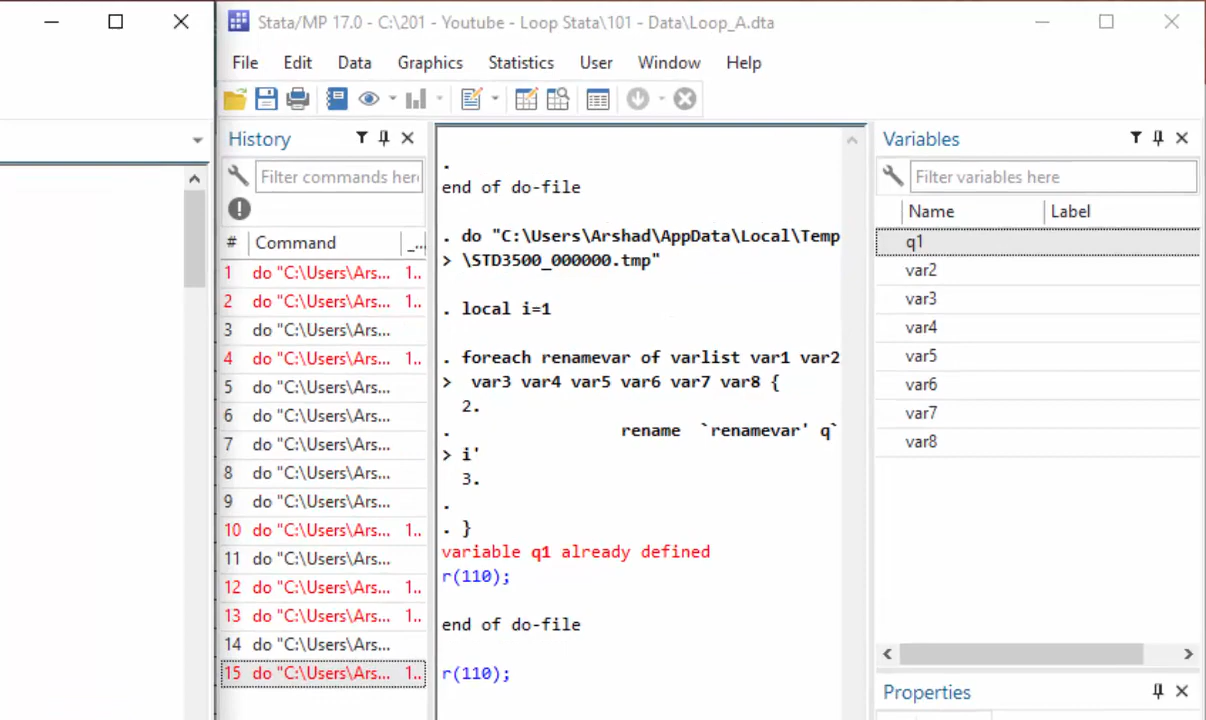 Stata/MP 17.0 - C:\201 - Youtube - Loop Stata\101 - Data\Loop_A.dta
File Edit Data Graphics Statistics User Window Help
History
Filter commands here
# Command _...
1 do "C:\Users\Ars... 1..
2 do "C:\Users\Ars... 1..
3 do "C:\Users\Ars...
4 do "C:\Users\Ars... 1..
5 do "C:\Users\Ars...
6 do "C:\Users\Ars...
7 do "C:\Users\Ars...
8 do "C:\Users\Ars...
9 do "C:\Users\Ars...
10 do "C:\Users\Ars... 1..
11 do "C:\Users\Ars...
12 do "C:\Users\Ars... 1..
13 do "C:\Users\Ars... 1..
14 do "C:\Users\Ars...
15 do "C:\Users\Ars... 1..
.
end of do-file
. do "C:\Users\Arshad\AppData\Local\Temp
> \STD3500_000000.tmp"
. local i=1
. foreach renamevar of varlist var1 var2
> var3 var4 var5 var6 var7 var8 {
2.
. rename `renamevar' q`
> i'
3.
.
. }
variable q1 already defined
r(110);
end of do-file
r(110);
Variables
Filter variables here
Name Label
q1
var2
var3
var4
var5
var6
var7
var8
Properties